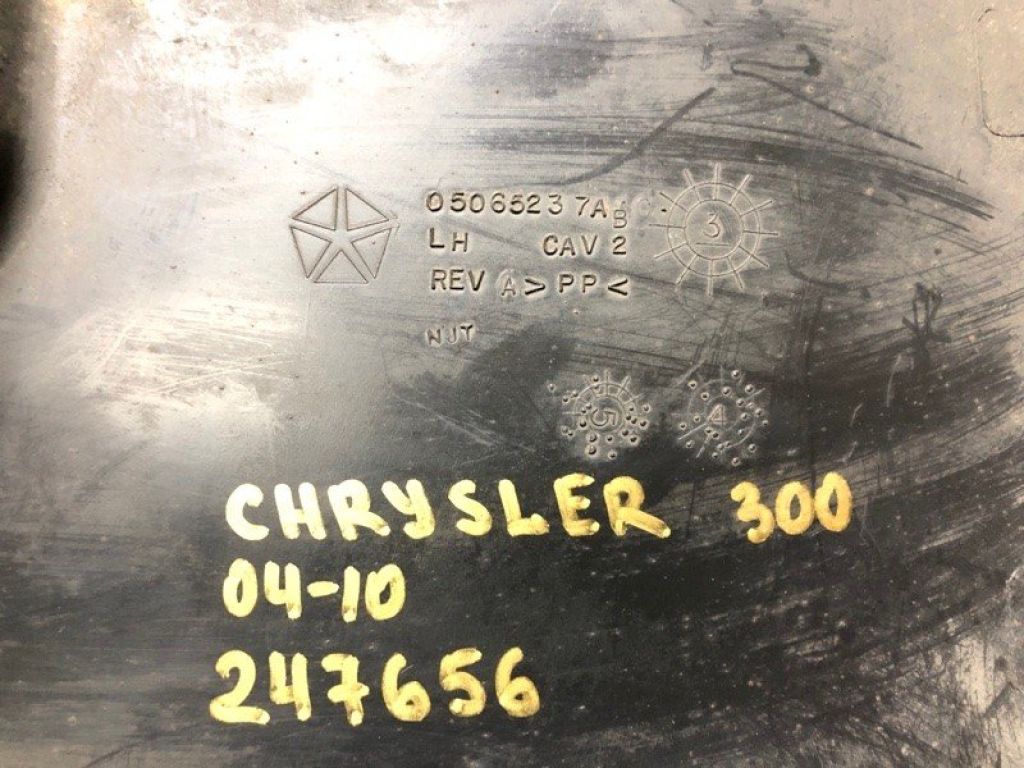 05065237AB
LH CAV 2
REV A >PP<
NJT
3
5
4
CHRYSLER 300
04-10
247656